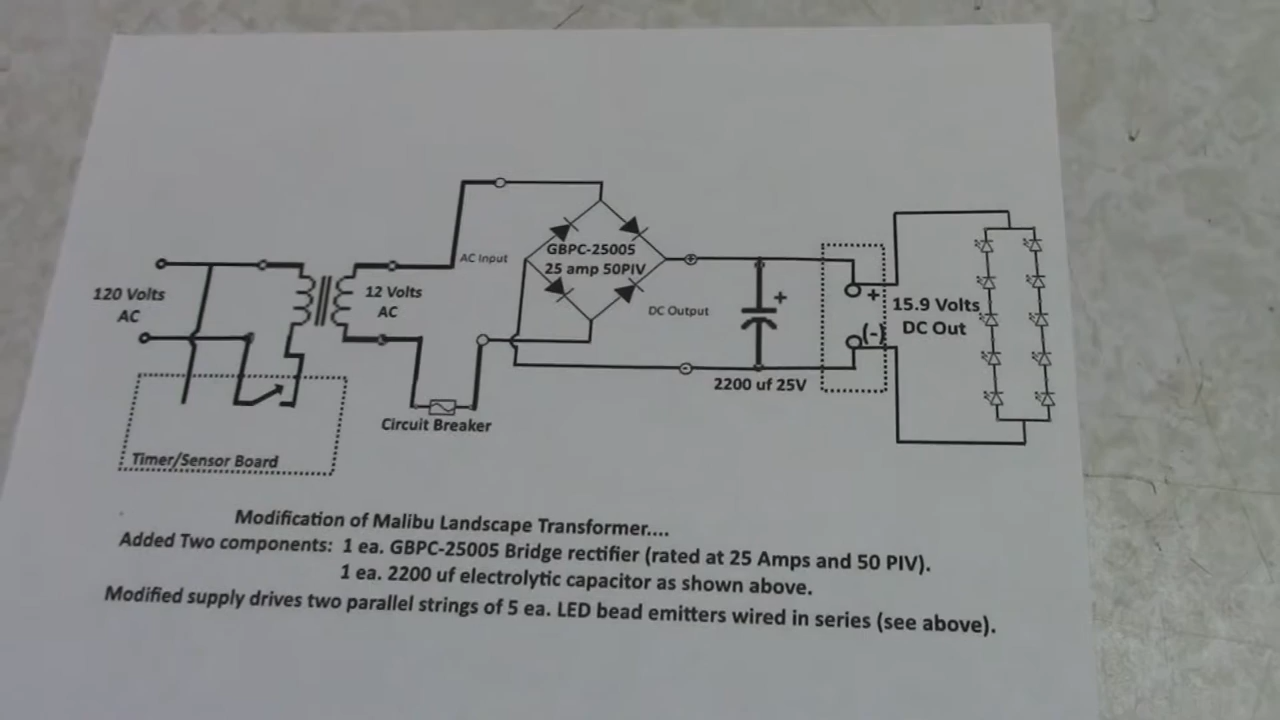 AC Input
GBPC-25005
25 amp 50PIV
120 Volts
AC
12 Volts
AC
DC Output
+
+
15.9 Volts
DC Out
(-)
2200 uf 25V
Circuit Breaker
Timer/Sensor Board
Modification of Malibu Landscape Transformer....
Added Two components: 1 ea. GBPC-25005 Bridge rectifier (rated at 25 Amps and 50 PIV).
1 ea. 2200 uf electrolytic capacitor as shown above.
Modified supply drives two parallel strings of 5 ea. LED bead emitters wired in series (see above).